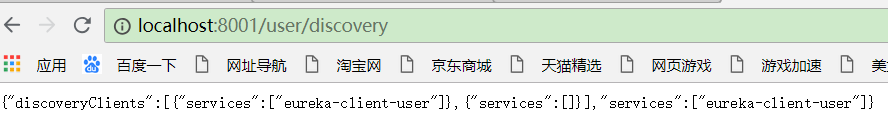 localhost:8001/user/discovery
应用 百度一下 网址导航 淘宝网 京东商城 天猫精选 网页游戏 游戏加速
{"discoveryClients":[{"services":["eureka-client-user"]},{"services":[]}],"services":["eureka-client-user"]}